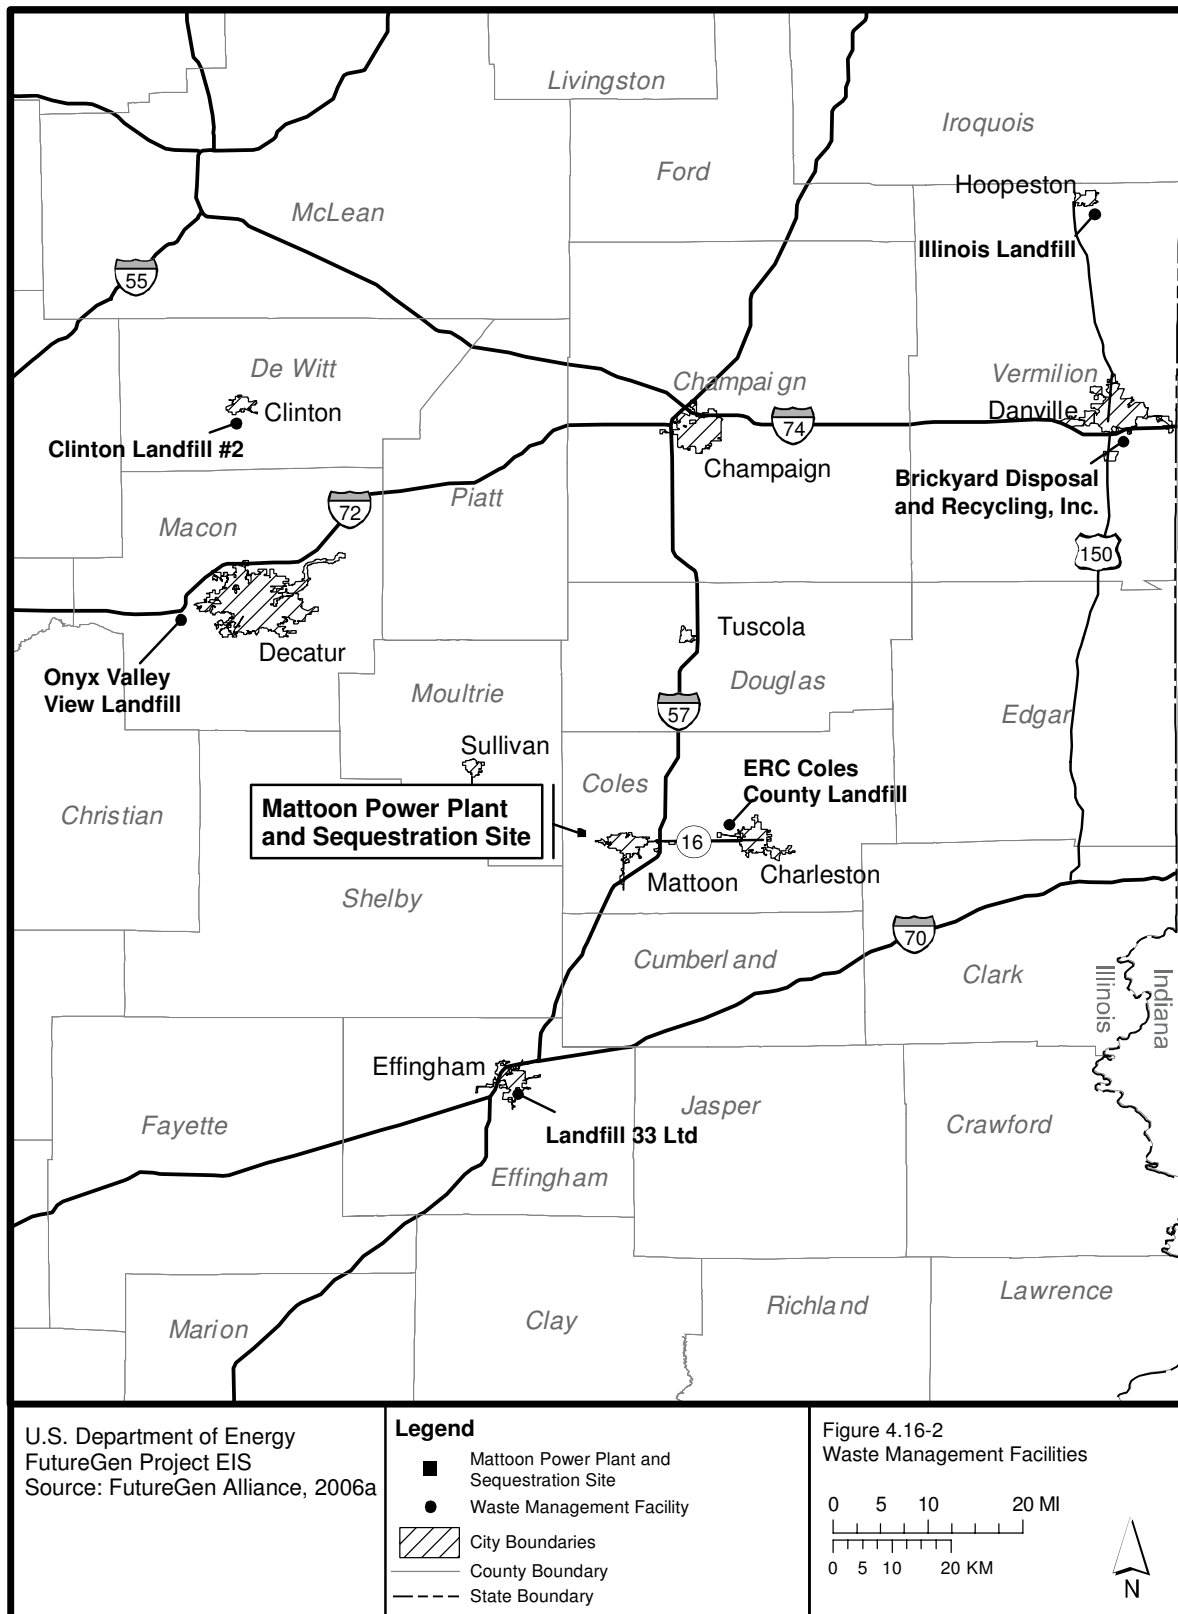 Livingston
Iroquois
Ford
Hoopeston
McLean
Illinois Landfill
55
De Witt
Champaign
Vermilion
Clinton
Danville
74
Clinton Landfill #2
Champaign
Brickyard Disposal
and Recycling, Inc.
Piatt
72
Macon
150
Tuscola
Decatur
Onyx Valley
View Landfill
Moultrie
Douglas
57
Edgar
Sullivan
ERC Coles
County Landfill
Coles
Mattoon Power Plant
and Sequestration Site
Christian
16
Mattoon
Charleston
Shelby
70
Cumberland
Clark
Illinois
Indiana
Effingham
Jasper
Fayette
Crawford
Landfill 33 Ltd
Effingham
Lawrence
Richland
Clay
Marion
U.S. Department of Energy
FutureGen Project EIS
Source: FutureGen Alliance, 2006a
Legend
Mattoon Power Plant and
Sequestration Site
Waste Management Facility
City Boundaries
County Boundary
State Boundary
Figure 4.16-2
Waste Management Facilities
0 5 10 20 MI
0 5 10 20 KM
N